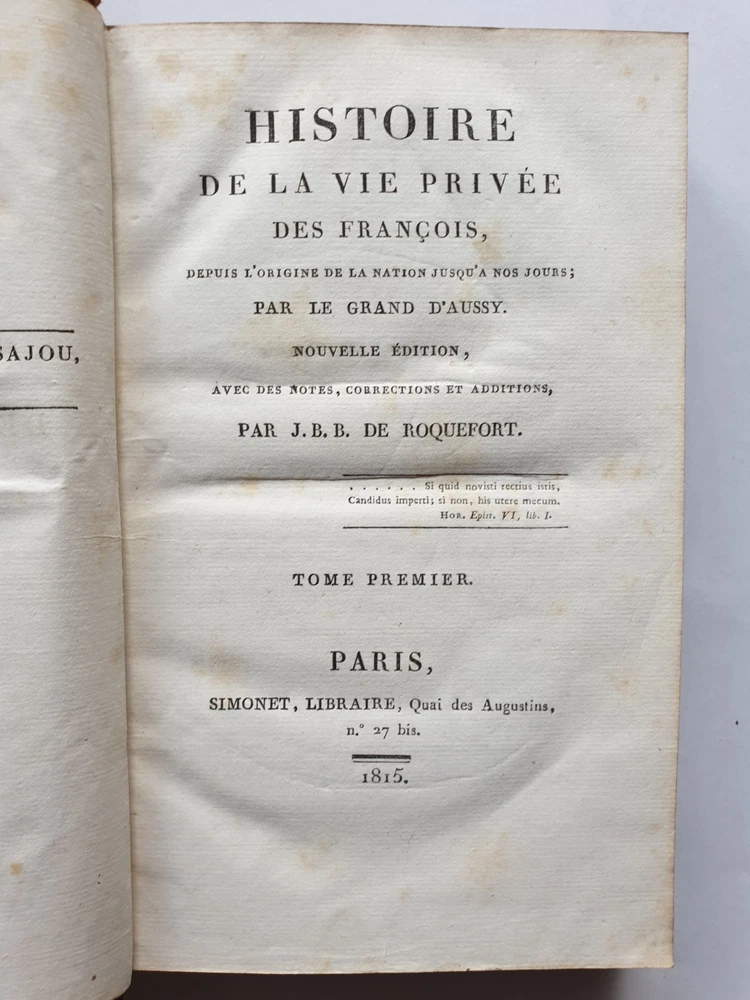 SAJOU,
HISTOIRE
DE LA VIE PRIVÉE
DES FRANÇOIS,
DEPUIS L'ORIGINE DE LA NATION JUSQU'A NOS JOURS;
PAR LE GRAND D'AUSSY.
NOUVELLE ÉDITION,
AVEC DES NOTES, CORRECTIONS ET ADDITIONS,
PAR J. B. B. DE ROQUEFORT.
. . . . . . Si quid novisti rectius istis,
Candidus imperti; si non, his utere mecum.
HOR. Epist. VI, lib. I.
TOME PREMIER.
PARIS,
SIMONET, LIBRAIRE, Quai des Augustins,
n.° 27 bis.
1815.